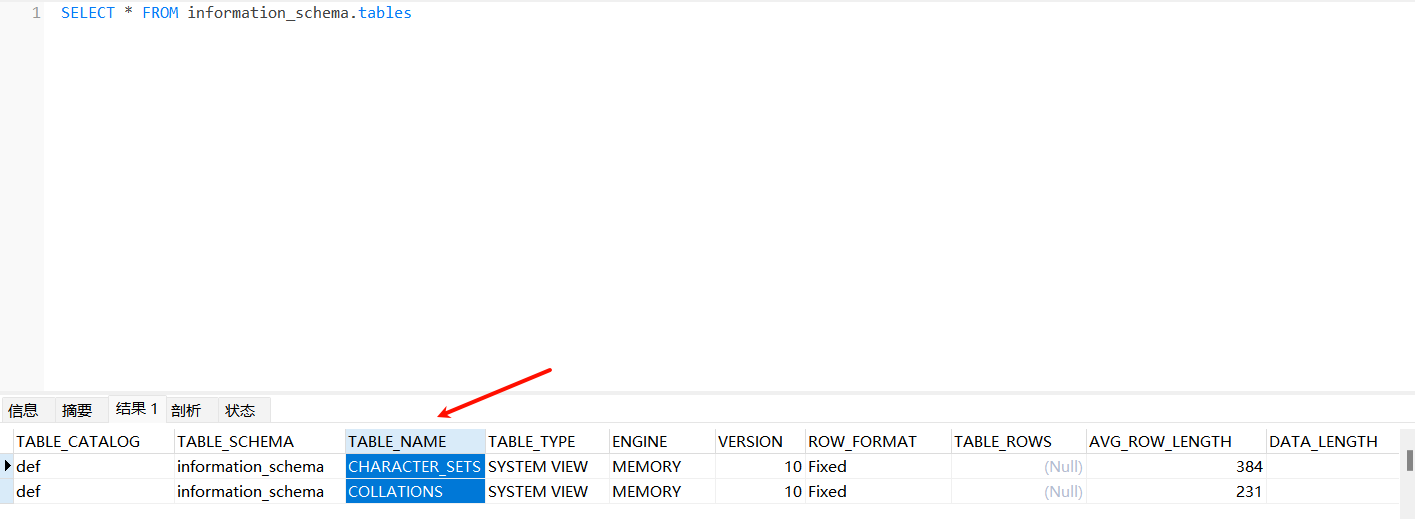 1 SELECT * FROM information_schema.tables
信息 摘要 结果 1 剖析 状态
TABLE_CATALOG TABLE_SCHEMA TABLE_NAME TABLE_TYPE ENGINE VERSION ROW_FORMAT TABLE_ROWS AVG_ROW_LENGTH DATA_LENGTH
def information_schema CHARACTER_SETS SYSTEM VIEW MEMORY 10 Fixed (Null) 384
def information_schema COLLATIONS SYSTEM VIEW MEMORY 10 Fixed (Null) 231